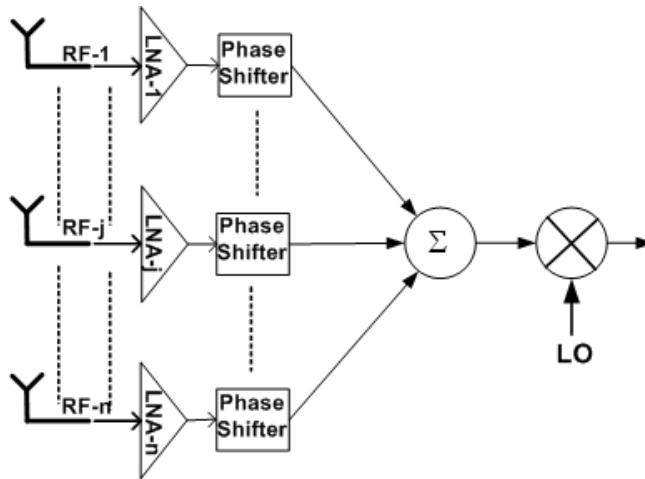 RF-1
LNA-1
Phase
Shifter
RF-j
LNA-j
Phase
Shifter
Σ
LO
RF-n
LNA-n
Phase
Shifter